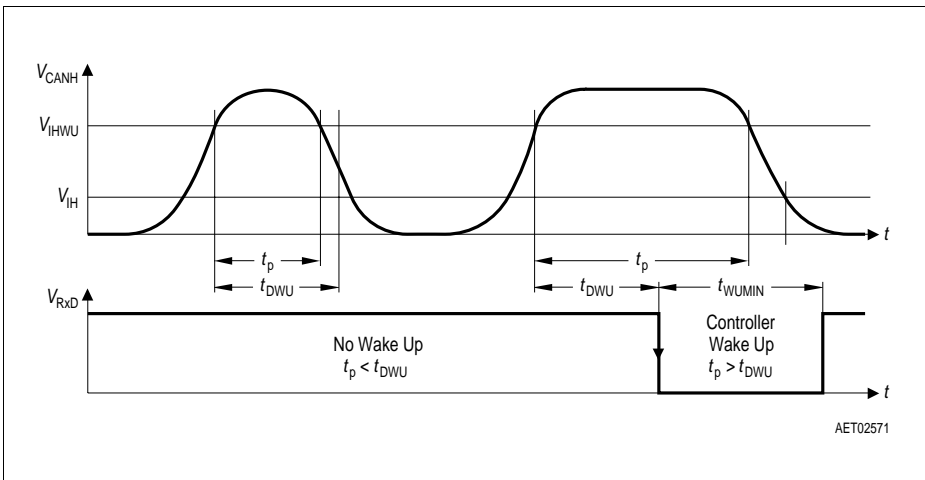 V_CANH
V_IHWU
V_IH
t
t_p
t_DWU
t_p
t_DWU
t_WUMIN
V_RxD
No Wake Up
t_p < t_DWU
Controller
Wake Up
t_p > t_DWU
t
AET02571